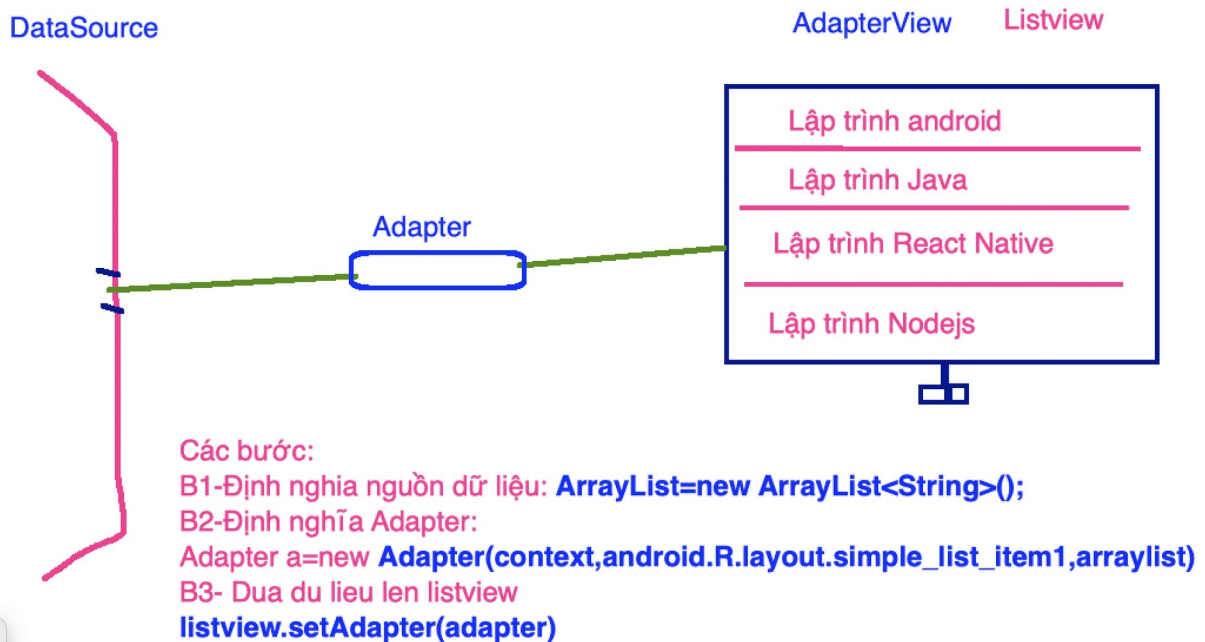 DataSource
AdapterView
Listview
Lập trình android
Lập trình Java
Adapter
Lập trình React Native
Lập trình Nodejs
Các bước:
B1-Định nghia nguồn dữ liệu: ArrayList=new ArrayList<String>();
B2-Định nghĩa Adapter:
Adapter a=new Adapter(context,android.R.layout.simple_list_item1,arraylist)
B3- Dua du lieu len listview
listview.setAdapter(adapter)